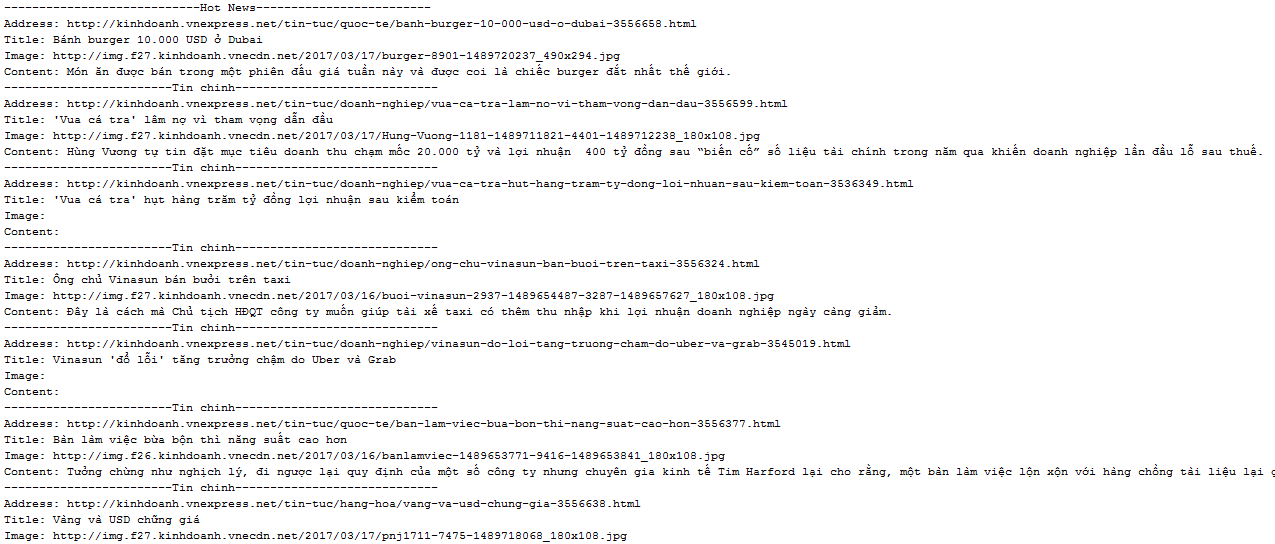 ----------------------------Hot News-------------------------
Address: http://kinhdoanh.vnexpress.net/tin-tuc/quoc-te/banh-burger-10-000-usd-o-dubai-3556658.html
Title: Bánh burger 10.000 USD ở Dubai
Image: http://img.f27.kinhdoanh.vnecdn.net/2017/03/17/burger-8901-1489720237_490x294.jpg
Content: Món ăn được bán trong một phiên đấu giá tuần này và được coi là chiếc burger đắt nhất thế giới.
------------------------Tin chinh-----------------------------
Address: http://kinhdoanh.vnexpress.net/tin-tuc/doanh-nghiep/vua-ca-tra-lam-no-vi-tham-vong-dan-dau-3556599.html
Title: 'Vua cá tra' lâm nợ vì tham vọng dẫn đầu
Image: http://img.f27.kinhdoanh.vnecdn.net/2017/03/17/Hung-Vuong-1181-1489711821-4401-1489712238_180x108.jpg
Content: Hùng Vương tự tin đặt mục tiêu doanh thu chạm mốc 20.000 tỷ và lợi nhuận  400 tỷ đồng sau “biến cố” số liệu tài chính trong năm qua khiến doanh nghiệp lần đầu lỗ sau thuế.
------------------------Tin chinh-----------------------------
Address: http://kinhdoanh.vnexpress.net/tin-tuc/doanh-nghiep/vua-ca-tra-hut-hang-tram-ty-dong-loi-nhuan-sau-kiem-toan-3536349.html
Title: 'Vua cá tra' hụt hàng trăm tỷ đồng lợi nhuận sau kiểm toán
Image:
Content:
------------------------Tin chinh-----------------------------
Address: http://kinhdoanh.vnexpress.net/tin-tuc/doanh-nghiep/ong-chu-vinasun-ban-buoi-tren-taxi-3556324.html
Title: Ông chủ Vinasun bán bưởi trên taxi
Image: http://img.f27.kinhdoanh.vnecdn.net/2017/03/16/buoi-vinasun-2937-1489654487-3287-1489657627_180x108.jpg
Content: Đây là cách mà Chủ tịch HĐQT công ty muốn giúp tài xế taxi có thêm thu nhập khi lợi nhuận doanh nghiệp ngày càng giảm.
------------------------Tin chinh-----------------------------
Address: http://kinhdoanh.vnexpress.net/tin-tuc/doanh-nghiep/vinasun-do-loi-tang-truong-cham-do-uber-va-grab-3545019.html
Title: Vinasun 'đổ lỗi' tăng trưởng chậm do Uber và Grab
Image:
Content:
------------------------Tin chinh-----------------------------
Address: http://kinhdoanh.vnexpress.net/tin-tuc/quoc-te/ban-lam-viec-bua-bon-thi-nang-suat-cao-hon-3556377.html
Title: Bàn làm việc bừa bộn thì năng suất cao hơn
Image: http://img.f26.kinhdoanh.vnecdn.net/2017/03/16/banlamviec-1489653771-9416-1489653841_180x108.jpg
Content: Tưởng chừng như nghịch lý, đi ngược lại quy định của một số công ty nhưng chuyên gia kinh tế Tim Harford lại cho rằng, một bàn làm việc lộn xộn với hàng chồng tài liệu lại
------------------------Tin chinh-----------------------------
Address: http://kinhdoanh.vnexpress.net/tin-tuc/hang-hoa/vang-va-usd-chung-gia-3556638.html
Title: Vàng và USD chững giá
Image: http://img.f27.kinhdoanh.vnecdn.net/2017/03/17/pnj1711-7475-1489718068_180x108.jpg